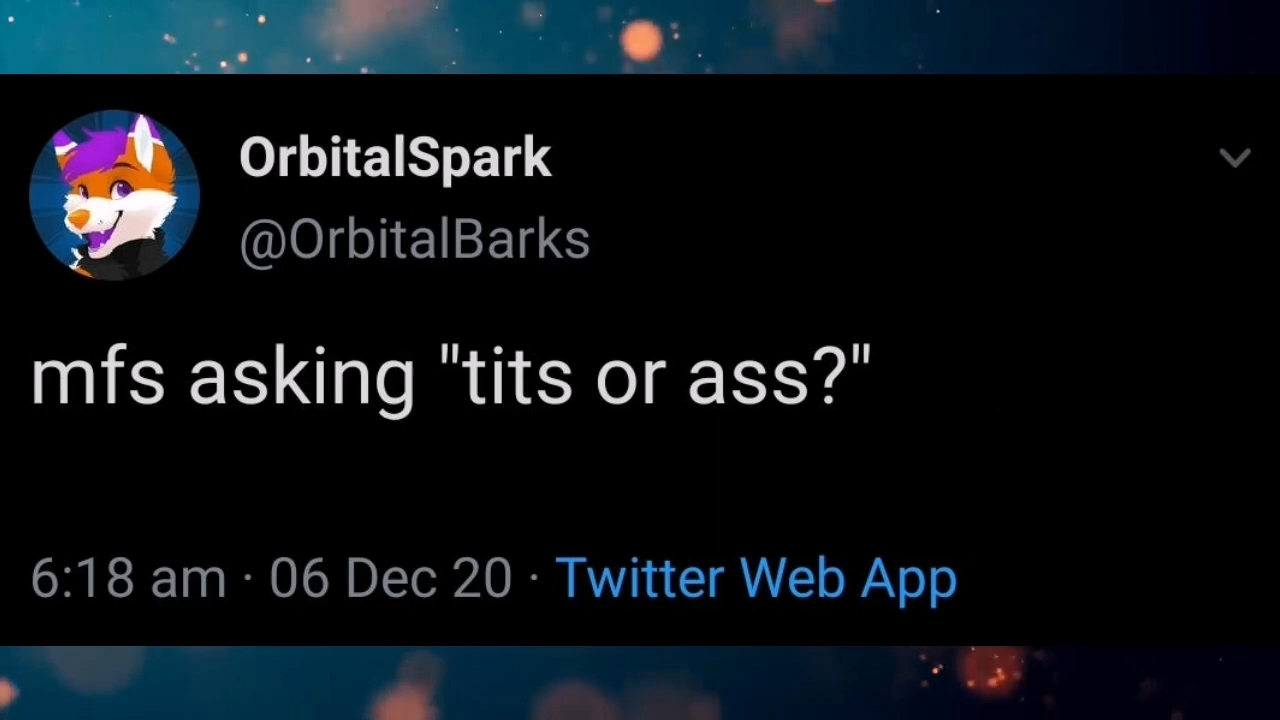 OrbitalSpark
@OrbitalBarks
mfs asking "tits or ass?"
6:18 am · 06 Dec 20 · Twitter Web App